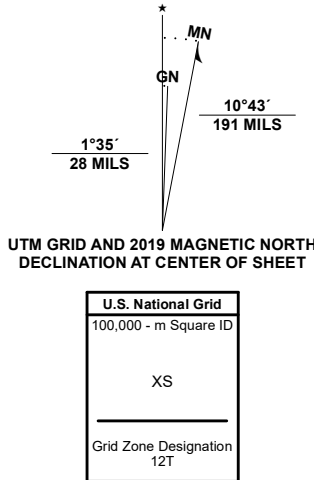 MN
GN
10°43´
191 MILS
1°35´
28 MILS
UTM GRID AND 2019 MAGNETIC NORTH
DECLINATION AT CENTER OF SHEET
U.S. National Grid
100,000 - m Square ID
XS
Grid Zone Designation
12T